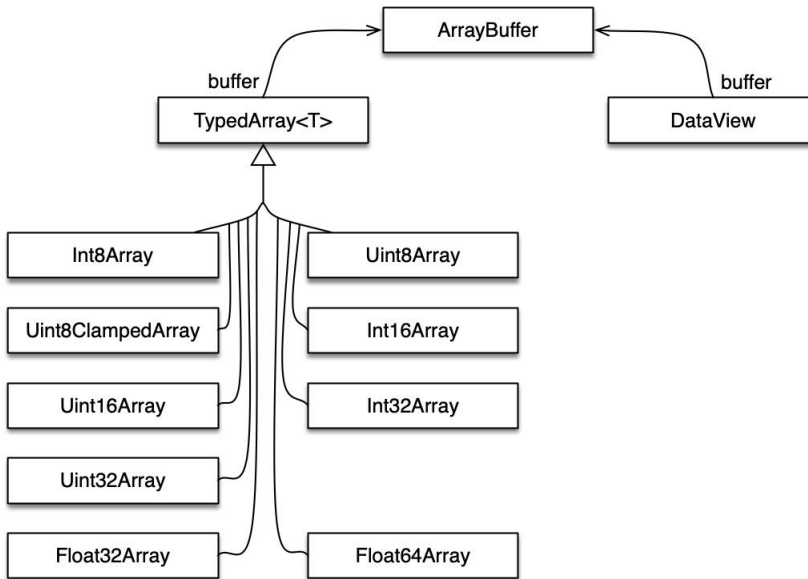 ArrayBuffer
buffer
buffer
TypedArray<T>
DataView
Int8Array
Uint8Array
Uint8ClampedArray
Int16Array
Uint16Array
Int32Array
Uint32Array
Float32Array
Float64Array